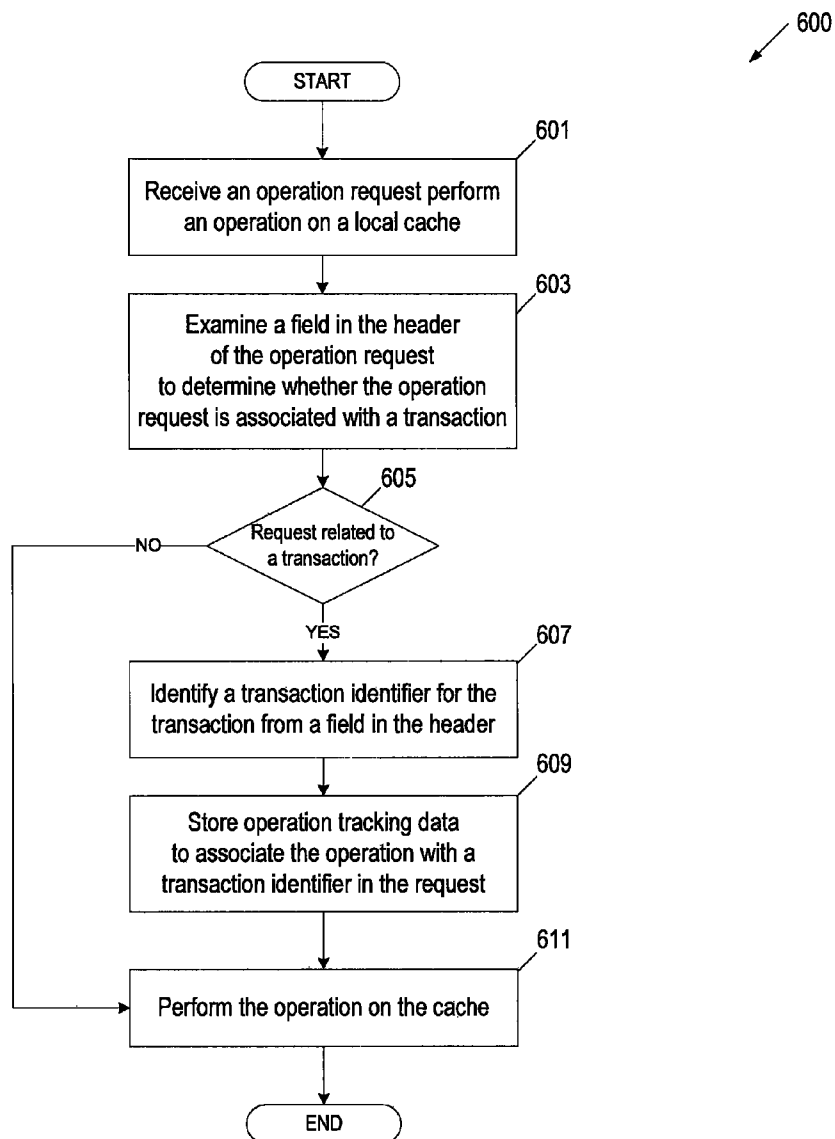 600
START
601
Receive an operation request perform
an operation on a local cache
603
Examine a field in the header
of the operation request
to determine whether the operation
request is associated with a transaction
605
Request related to
a transaction?
NO
YES
607
Identify a transaction identifier for the
transaction from a field in the header
609
Store operation tracking data
to associate the operation with a
transaction identifier in the request
611
Perform the operation on the cache
END